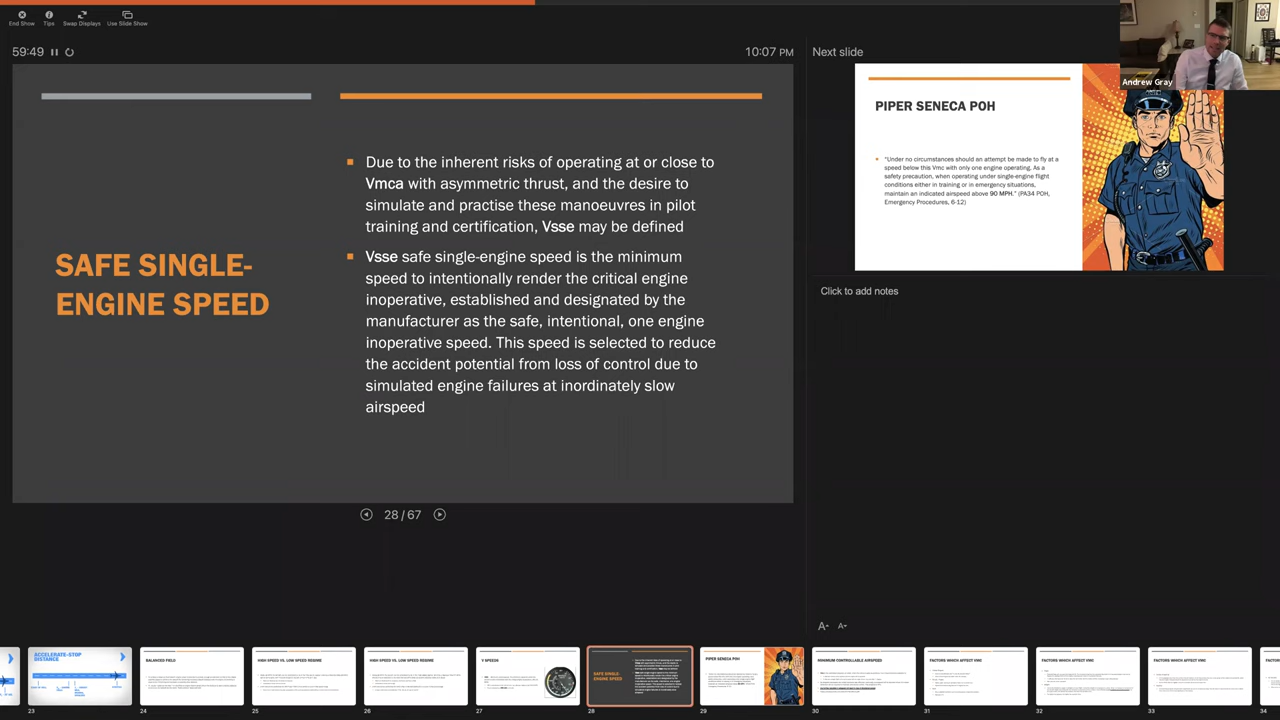 End Show
Tips
Swap Displays
Use Slide Show
59:49
10:07 PM
SAFE SINGLE-
ENGINE SPEED
Due to the inherent risks of operating at or close to
Vmca with asymmetric thrust, and the desire to
simulate and practise these manoeuvres in pilot
training and certification, Vsse may be defined
Vsse safe single-engine speed is the minimum
speed to intentionally render the critical engine
inoperative, established and designated by the
manufacturer as the safe, intentional, one engine
inoperative speed. This speed is selected to reduce
the accident potential from loss of control due to
simulated engine failures at inordinately slow
airspeed
28 / 67
Next slide
Andrew Gray
PIPER SENECA POH
"Under no circumstances should an attempt be made to fly at a
speed below this Vmc with only one engine operating. As a
safety precaution, when operating under single-engine flight
conditions either in training or in emergency situations,
maintain an indicated airspeed above 90 MPH." (PA34 POH,
Emergency Procedures, 6-12)
Click to add notes
A A
ACCELERATE-STOP
DISTANCE
23
BALANCED FIELD
24
HIGH SPEED VS. LOW SPEED REGIME
25
HIGH SPEED VS. LOW SPEED REGIME
26
V SPEEDS
27
SAFE SINGLE-
ENGINE SPEED
28
PIPER SENECA POH
29
MINIMUM CONTROLLABLE AIRSPEED
30
FACTORS WHICH AFFECT VMC
31
FACTORS WHICH AFFECT VMC
32
FACTORS WHICH AFFECT VMC
33
34